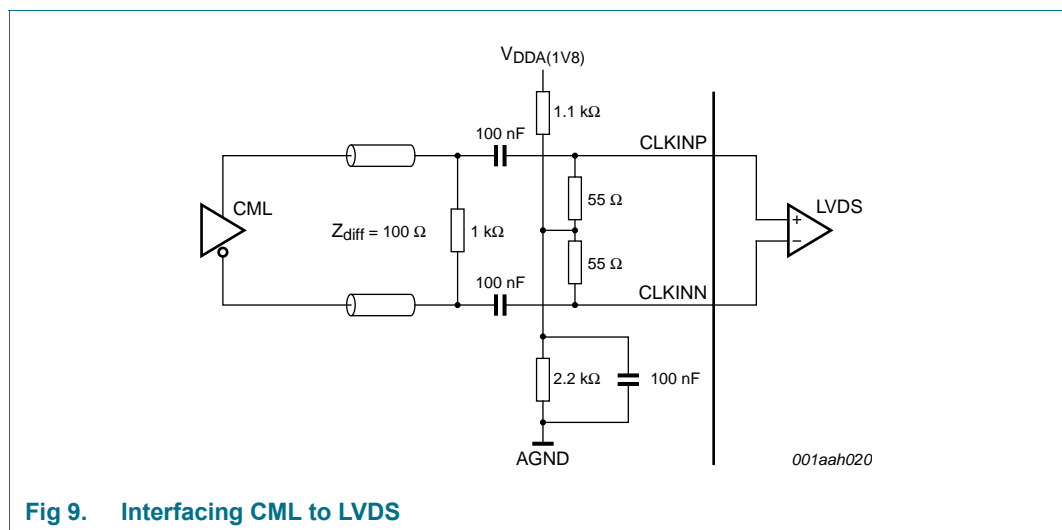 VDDA(1V8)
1.1 kΩ
100 nF
CLKINP
CML
55 Ω
LVDS
Zdiff = 100 Ω
1 kΩ
+
−
55 Ω
100 nF
CLKINN
2.2 kΩ
100 nF
AGND
001aah020
Fig 9. Interfacing CML to LVDS